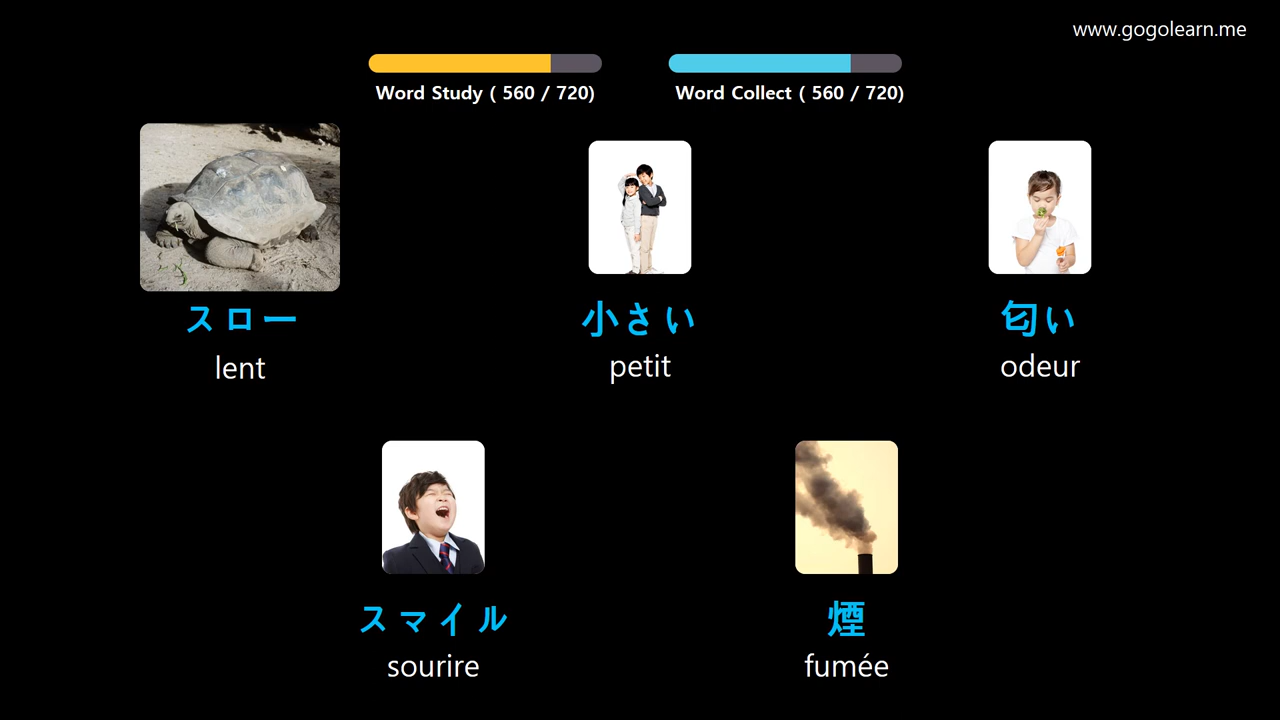 www.gogolearn.me
Word Study ( 560 / 720)
Word Collect ( 560 / 720)
スロー
lent
小さい
petit
匂い
odeur
スマイル
sourire
煙
fumée